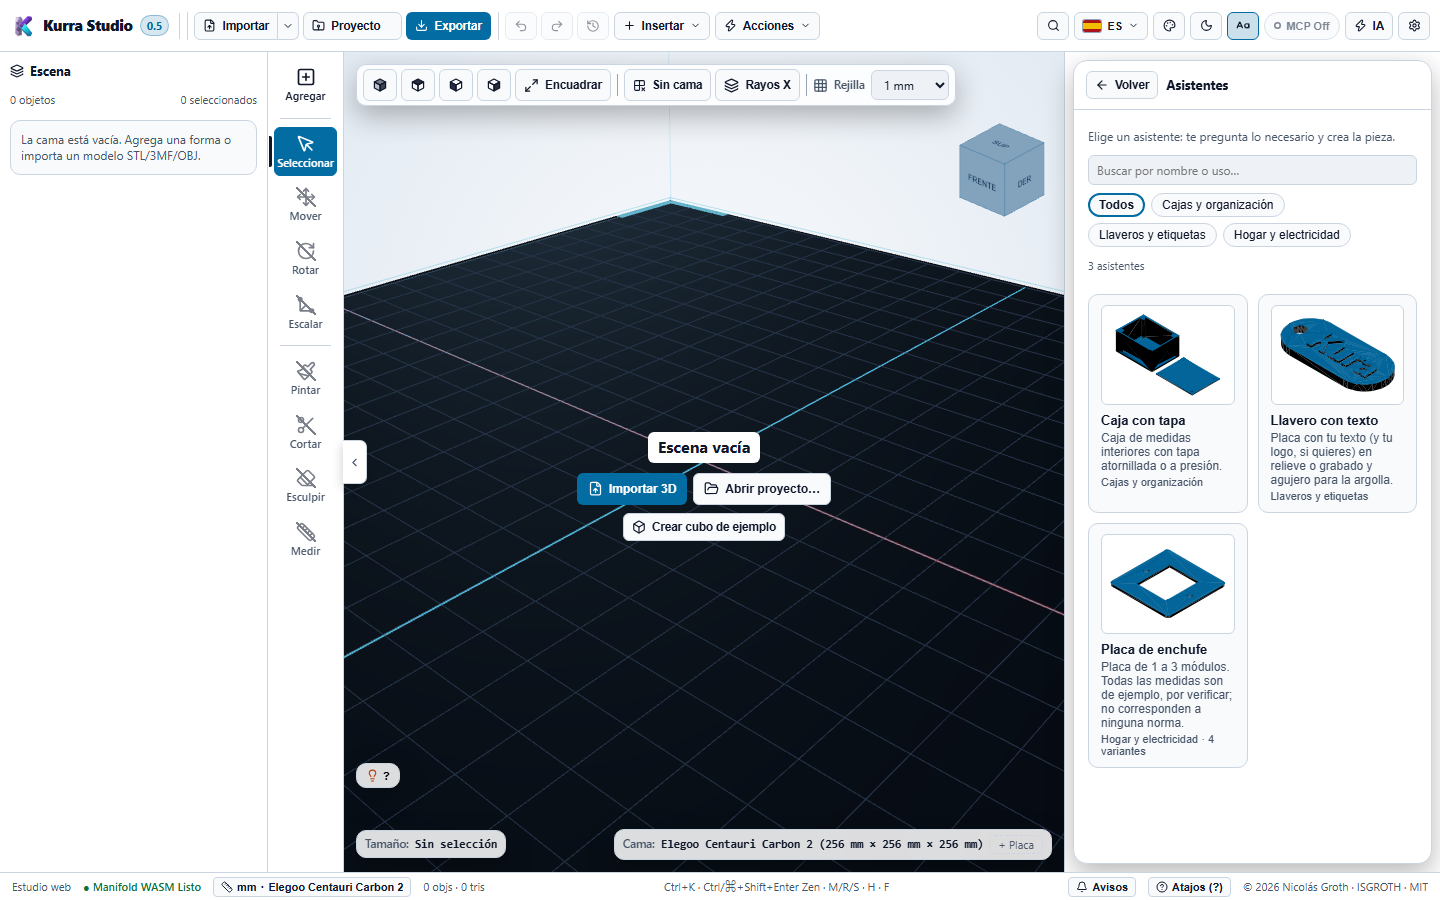 Kurra Studio 0.5 Importar Proyecto Exportar Insertar Acciones ES Aa MCP Off IA
Escena
0 objetos 0 seleccionados
La cama está vacía. Agrega una forma o
importa un modelo STL/3MF/OBJ.
Agregar
Seleccionar
Mover
Rotar
Escalar
Pintar
Cortar
Esculpir
Medir
Encuadrar Sin cama Rayos X Rejilla 1 mm
SUP
FRENTE DER
Escena vacía
Importar 3D Abrir proyecto...
Crear cubo de ejemplo
?
Tamaño: Sin selección
Cama: Elegoo Centauri Carbon 2 (256 mm × 256 mm × 256 mm) + Placa
Volver Asistentes
Elige un asistente: te pregunta lo necesario y crea la pieza.
Buscar por nombre o uso...
Todos Cajas y organización
Llaveros y etiquetas Hogar y electricidad
3 asistentes
Caja con tapa
Caja de medidas
interiores con tapa
atornillada o a presión.
Cajas y organización
Kurra
Llavero con texto
Placa con tu texto (y tu
logo, si quieres) en
relieve o grabado y
agujero para la argolla.
Llaveros y etiquetas
Placa de enchufe
Placa de 1 a 3 módulos.
Todas las medidas son
de ejemplo, por verificar;
no corresponden a
ninguna norma.
Hogar y electricidad · 4
variantes
Estudio web ● Manifold WASM Listo mm · Elegoo Centauri Carbon 2 0 objs · 0 tris Ctrl+K · Ctrl/⌘+Shift+Enter Zen · M/R/S · H · F Avisos Atajos (?) © 2026 Nicolás Groth · ISGROTH · MIT